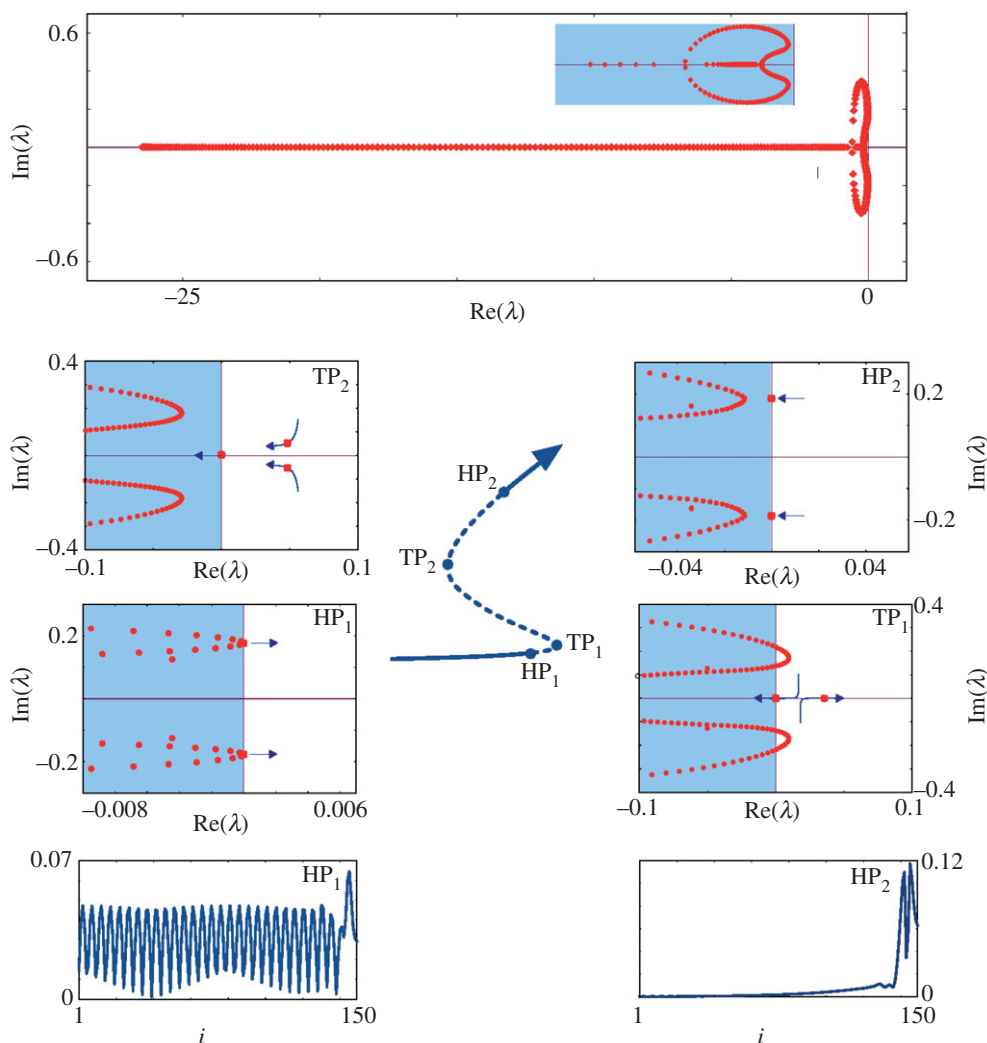 0.6
Im(λ)
−0.6
−25
0
Re(λ)
0.4
TP2
Im(λ)
−0.4
−0.1
0.1
Re(λ)
HP2
0.2
Im(λ)
−0.2
−0.04
0.04
Re(λ)
HP2
TP2
TP1
HP1
HP1
0.2
Im(λ)
−0.2
−0.008
0.006
Re(λ)
TP1
0.4
Im(λ)
−0.4
−0.1
0.1
Re(λ)
0.07
HP1
0
1
150
i
HP2
0.12
0
1
150
i